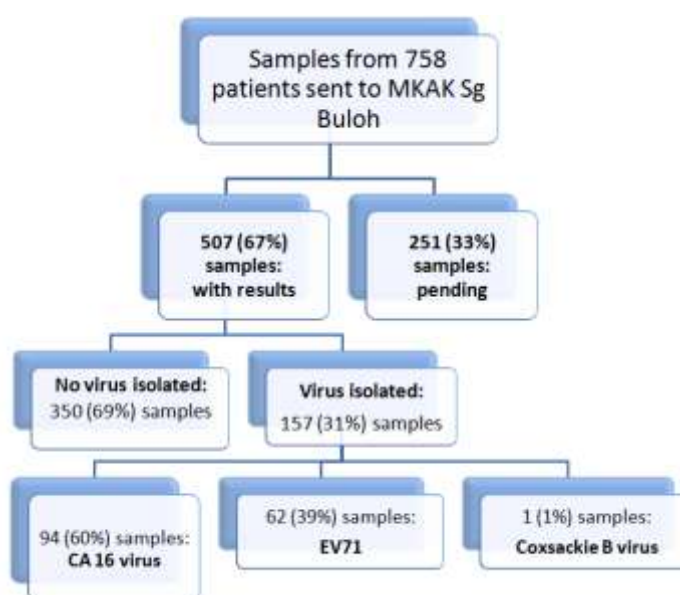 Samples from 758
patients sent to MKAK Sg
Buloh
507 (67%)
samples:
with results
251 (33%)
samples:
pending
No virus isolated:
350 (69%) samples
Virus isolated:
157 (31%) samples
94 (60%) samples:
CA 16 virus
62 (39%) samples:
EV71
1 (1%) samples:
Coxsackie B virus